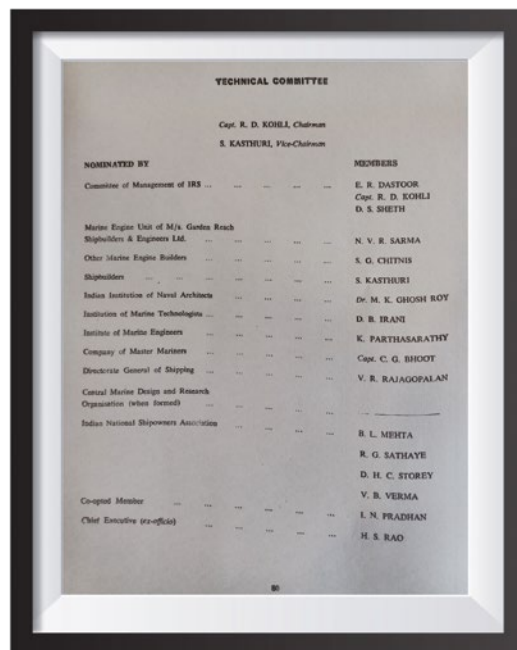 TECHNICAL COMMITTEE
Capt. R. D. KOHLI, Chairman
S. KASTHURI, Vice-Chairman
NOMINATED BY MEMBERS
Committee of Management of IRS ... ... ... ... ... E. R. DASTOOR
Capt. R. D. KOHLI
D. S. SHETH
Marine Engine Unit of M/s. Garden Reach
Shipbuilders & Engineers Ltd. ... ... ... ... ... N. V. R. SARMA
Other Marine Engine Builders ... ... ... ... ... S. G. CHITNIS
Shipbuilders ... ... ... ... ... ... S. KASTHURI
Indian Institution of Naval Architects ... ... ... ... Dr. M. K. GHOSH ROY
Institution of Marine Technologists ... ... ... ... ... D. B. IRANI
Institute of Marine Engineers ... ... ... ... K. PARTHASARATHY
Company of Master Mariners ... ... ... ... Capt. C. G. BHOOT
Directorate General of Shipping ... ... ... ... V. R. RAJAGOPALAN
Central Marine Design and Research
Organisation (when formed) ... ... ... ... ...
Indian National Shipowners Association ... ... ... ... B. L. MEHTA
R. G. SATHAYE
D. H. C. STOREY
V. B. VERMA
Co-opted Member ... ... ... ... ... I. N. PRADHAN
Chief Executive (ex-officio) ... ... ... ... ... H. S. RAO
80